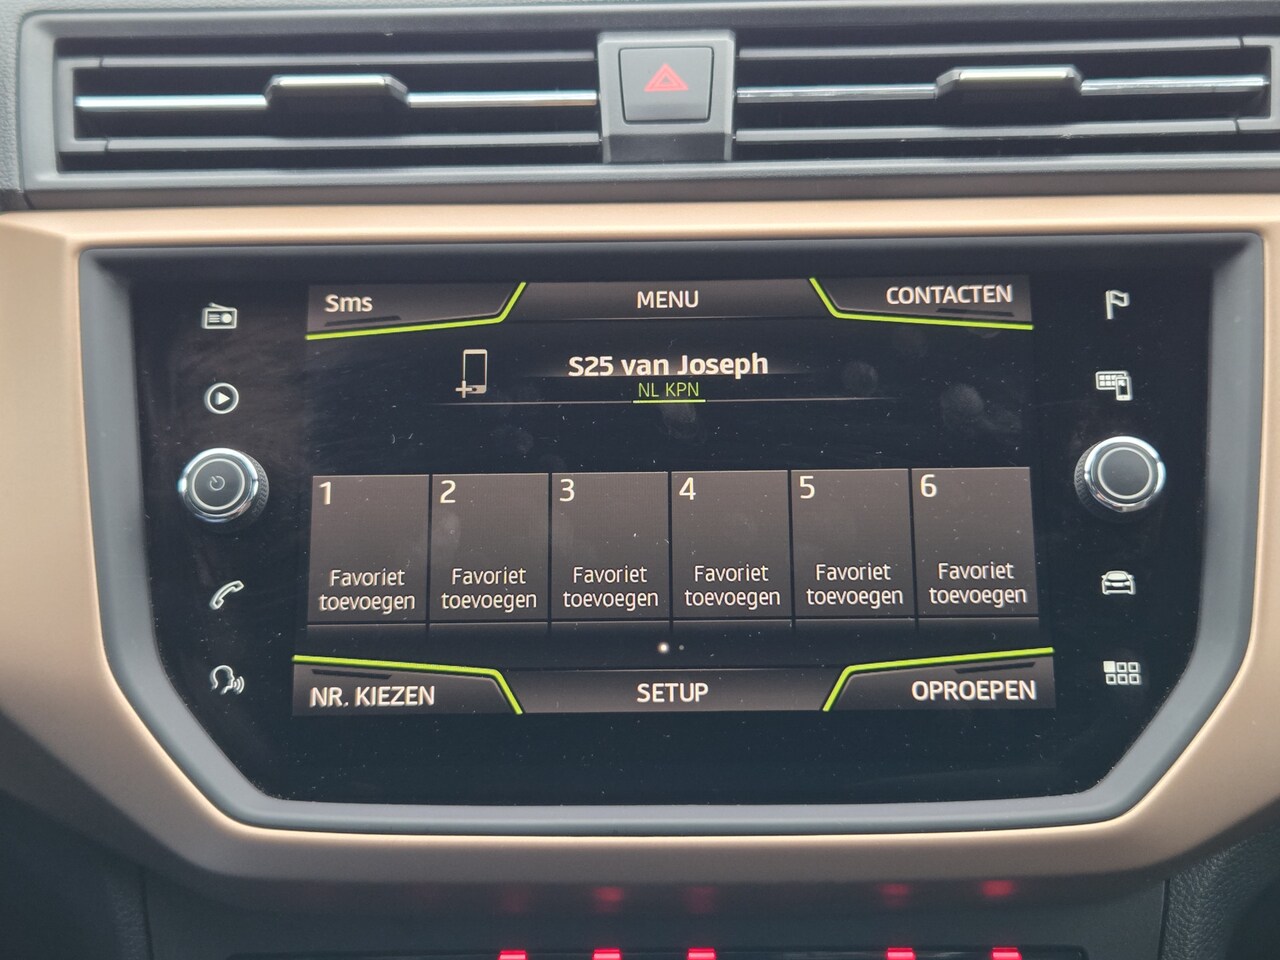 Sms
MENU
CONTACTEN
S25 van Joseph
NL KPN
1
2
3
4
5
6
Favoriet
toevoegen
Favoriet
toevoegen
Favoriet
toevoegen
Favoriet
toevoegen
Favoriet
toevoegen
Favoriet
toevoegen
NR. KIEZEN
SETUP
OPROEPEN